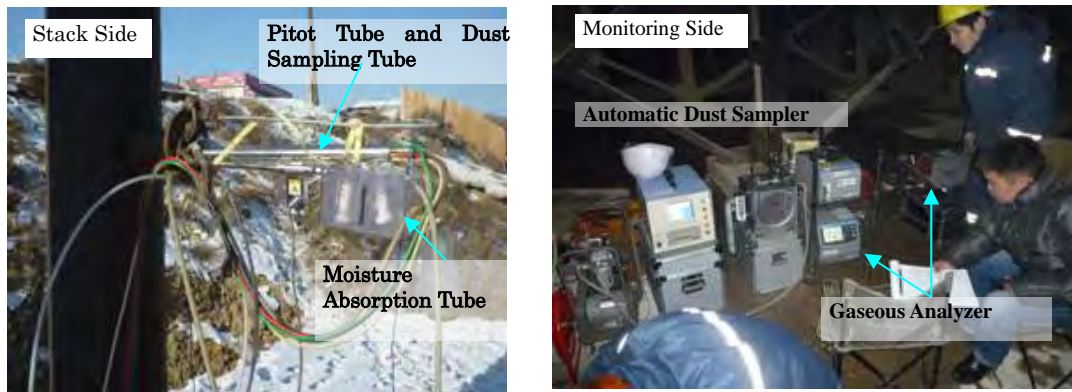 Stack Side
Pitot Tube and Dust
Sampling Tube
Moisture
Absorption Tube
Monitoring Side
Automatic Dust Sampler
Gaseous Analyzer